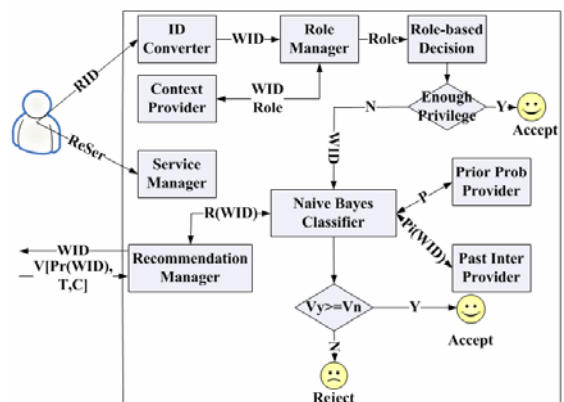 ID
Converter
WID
Role
Manager
Role
Role-based
Decision
RID
Context
Provider
WID
Role
N
Enough
Privilege
Y
Accept
ReSer
WID
Service
Manager
Prior Prob
Provider
P
Naive Bayes
Classifier
R(WID)
Pi(WID)
WID
V[Pr(WID),
T,C]
Recommendation
Manager
Past Inter
Provider
Vy>=Vn
Y
Accept
N
Reject